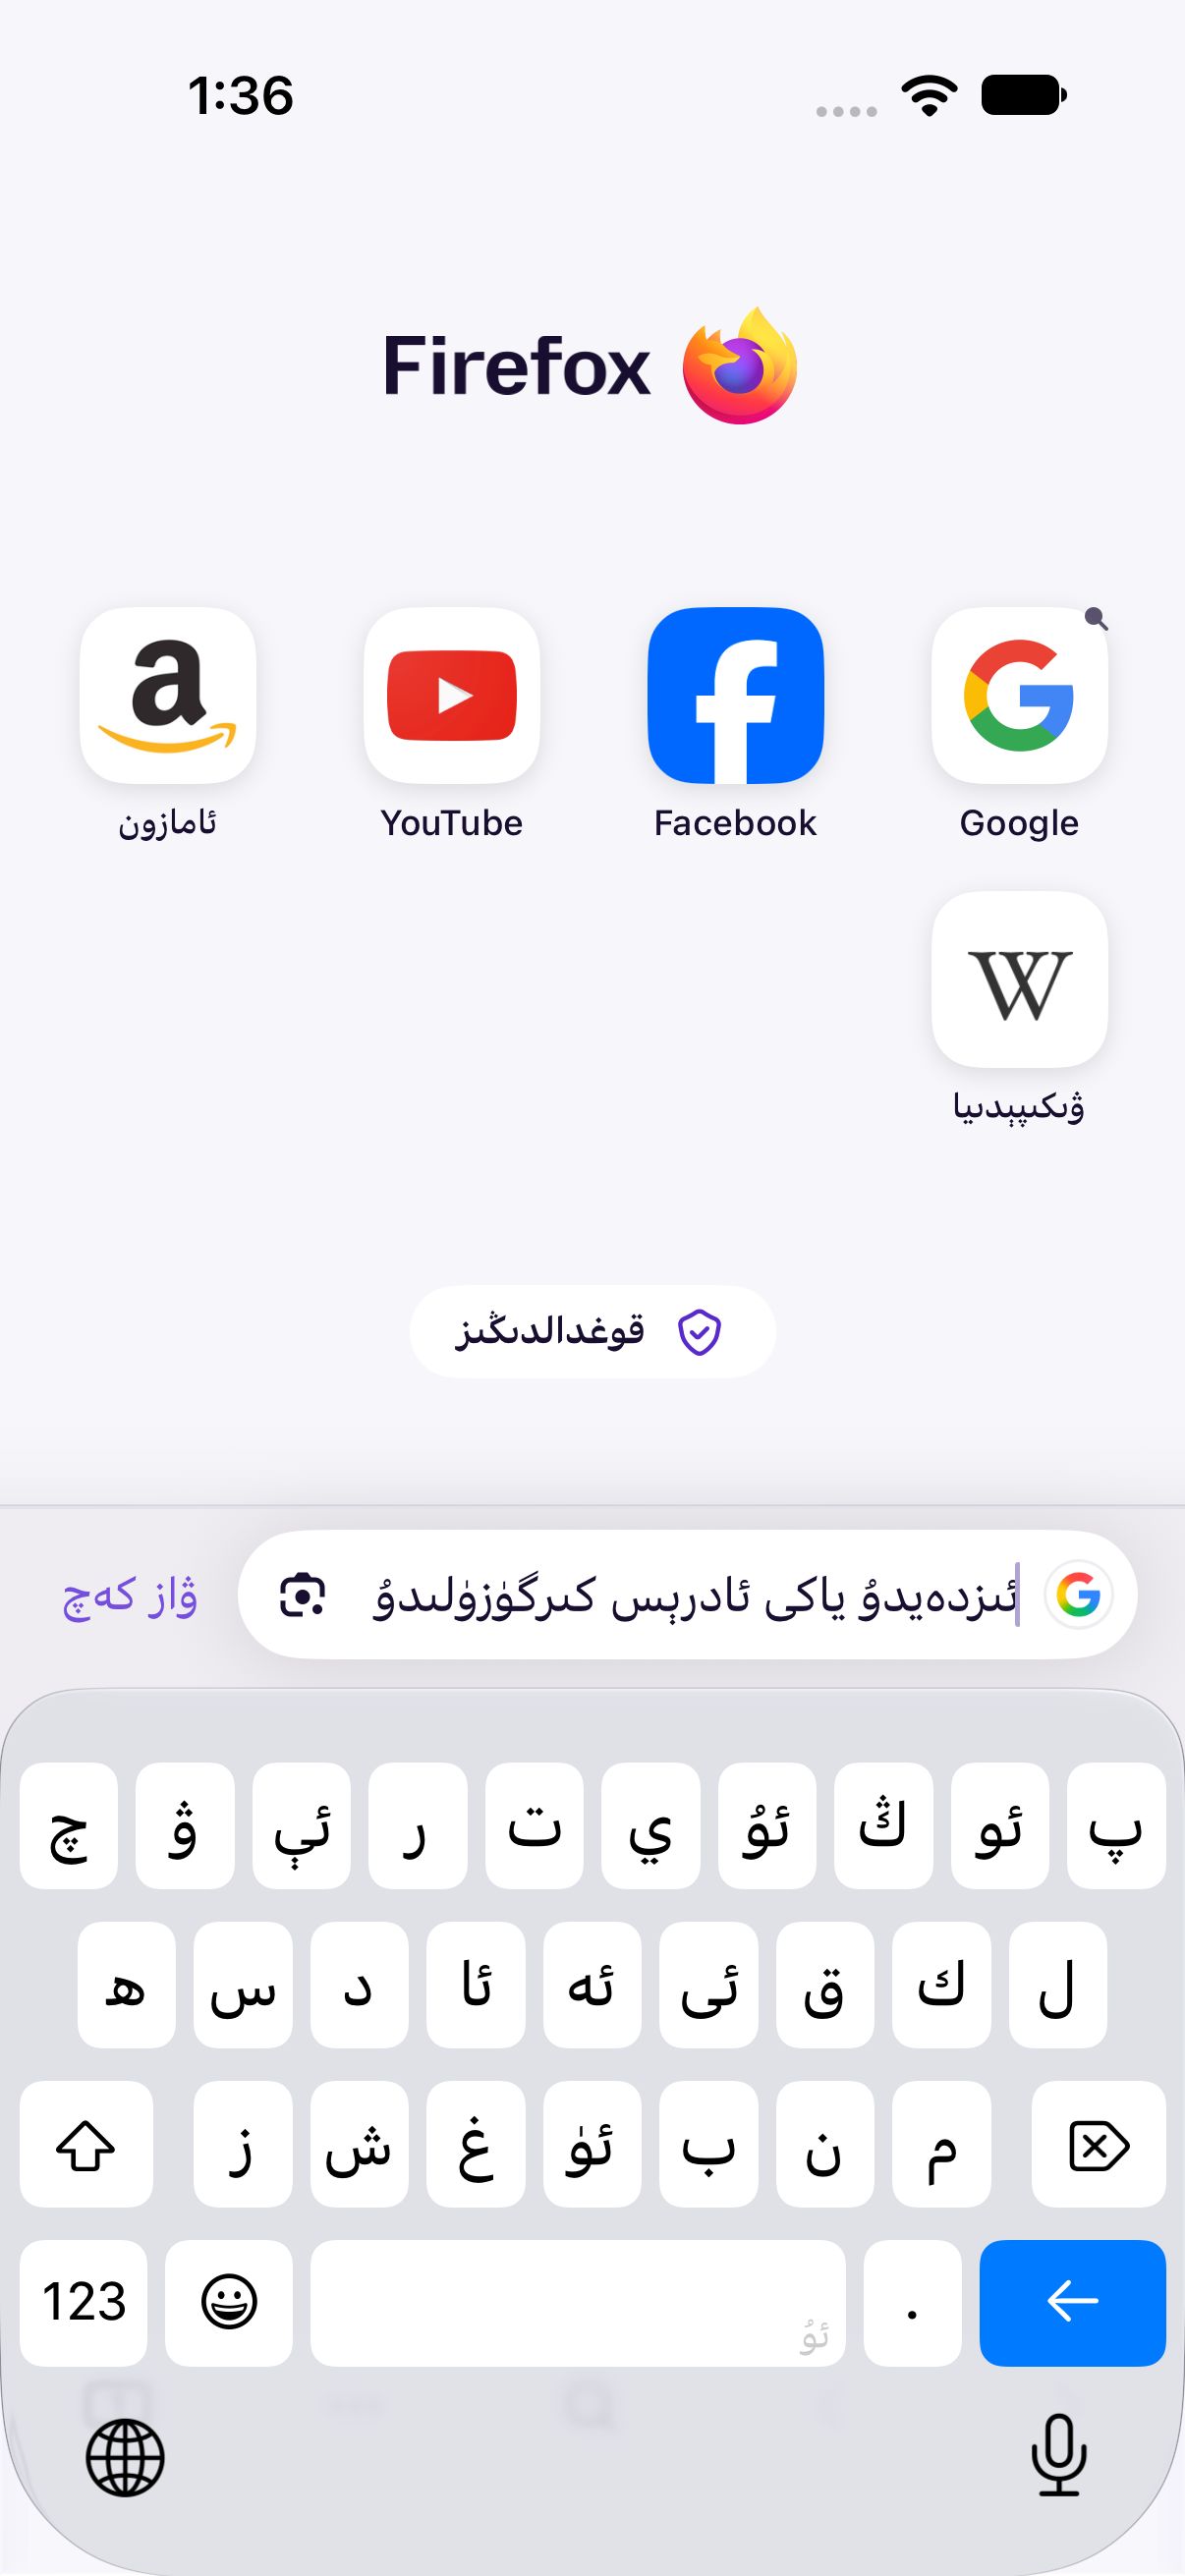 1:36
Firefox
Google Facebook YouTube ئامازون
ۋىكىپېدىيا
قوغدالدىڭىز
ئىزدەيدۇ ياكى ئادرېس كىرگۈزۈلىدۇ ۋاز كەچ
چ ۋ ئې ر ت ي ئۇ ڭ ئو پ
ھ س د ئا ئە ئى ق ك ل
ز ش غ ئۈ ب ن م
123 ئۇ .